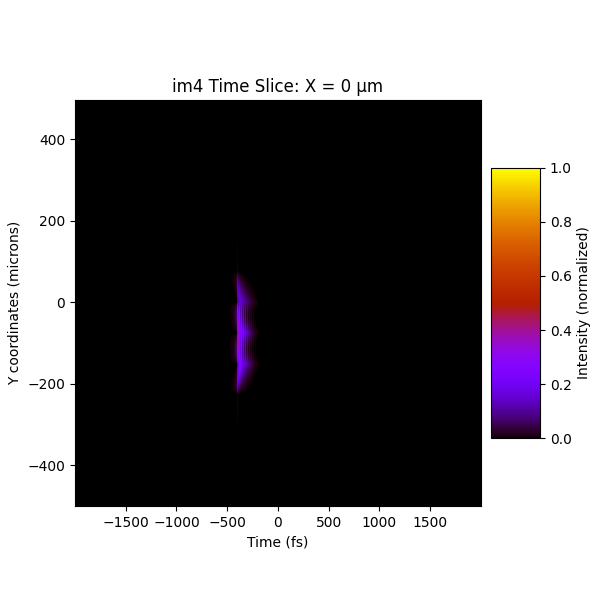 im4 Time Slice: X = 0 μm
400
200
0
−200
−400
Y coordinates (microns)
−1500 −1000 −500 0 500 1000 1500
Time (fs)
1.0
0.8
0.6
0.4
0.2
0.0
Intensity (normalized)